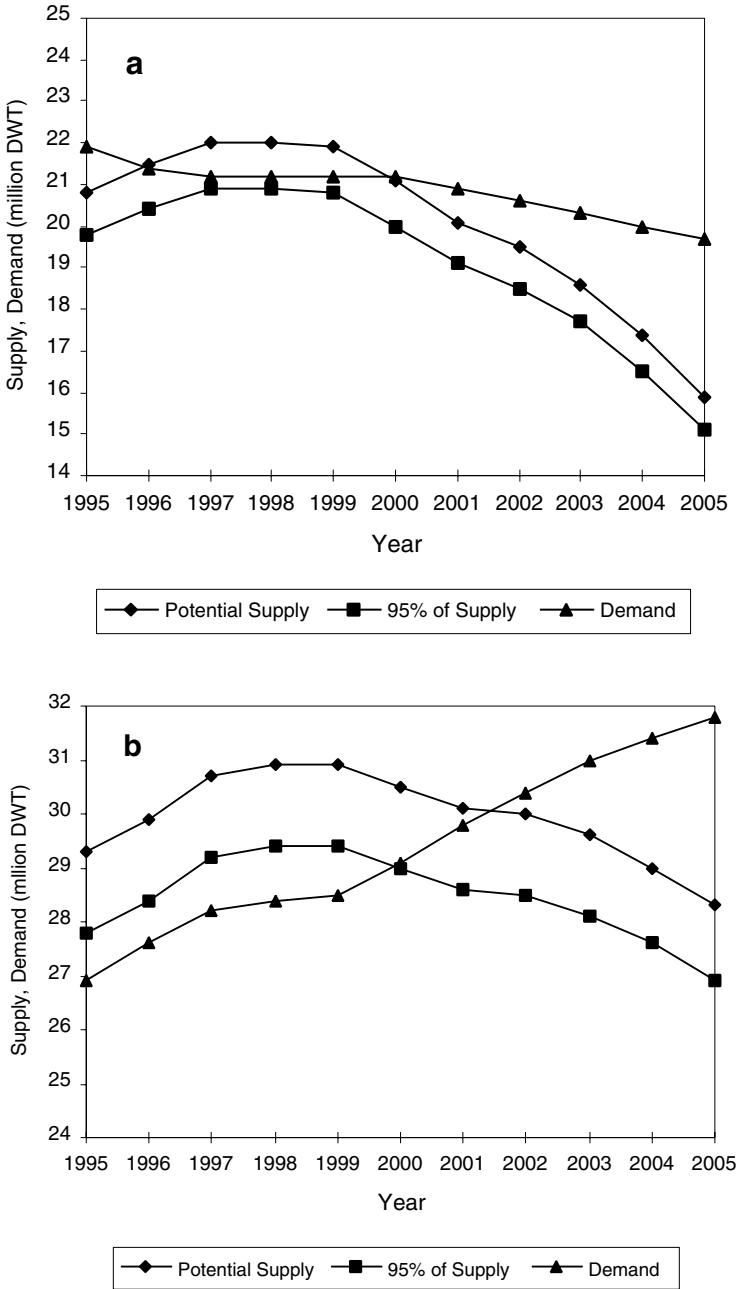 25
24
23
22
21
20
19
18
17
16
15
14
a
Supply, Demand (million DWT)
1995 1996 1997 1998 1999 2000 2001 2002 2003 2004 2005
Year
Potential Supply 95% of Supply Demand
32
31
30
29
28
27
26
25
24
b
Supply, Demand (mllion DWT)
1995 1996 1997 1998 1999 2000 2001 2002 2003 2004 2005
Year
Potential Supply 95% of Supply Demand